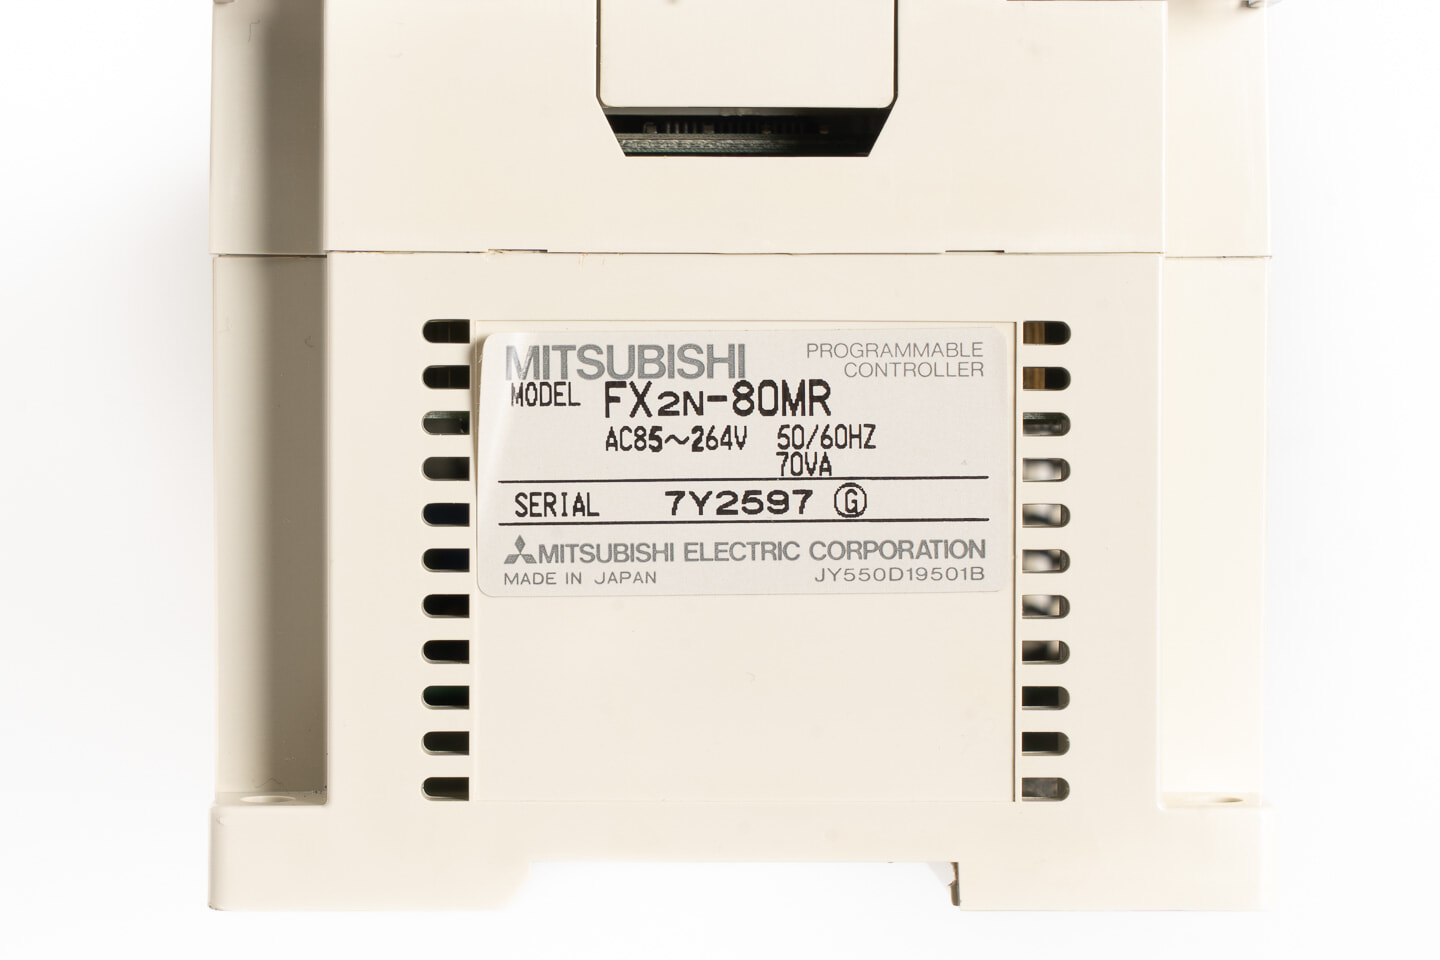 MITSUBISHI
PROGRAMMABLE
CONTROLLER
MODEL FX2N-80MR
AC85~264V 50/60HZ
70VA
SERIAL 7Y2597 Ⓖ
MITSUBISHI ELECTRIC CORPORATION
MADE IN JAPAN JY550D19501B